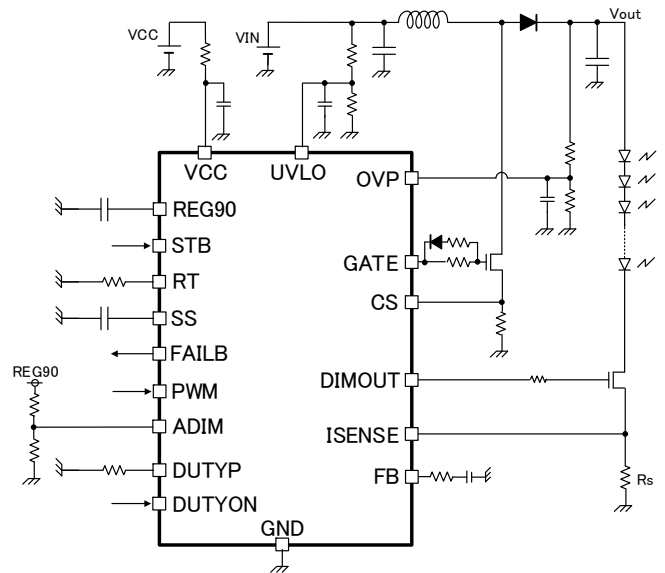 VCC
VIN
Vout
VCC
UVLO
OVP
REG90
STB
RT
GATE
SS
CS
FAILB
REG90
PWM
DIMOUT
ADIM
ISENSE
DUTYP
FB
Rs
DUTYON
GND